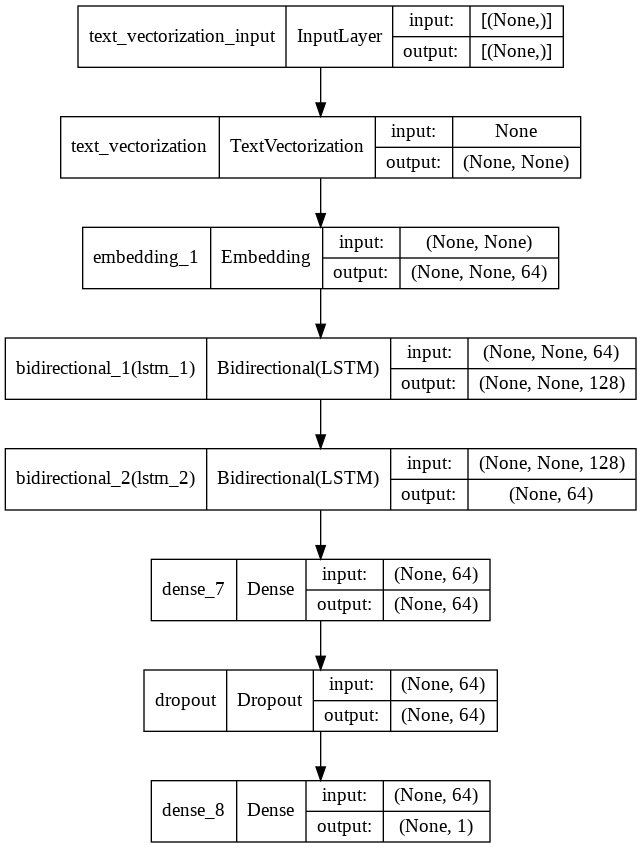 text_vectorization_input InputLayer input: [(None,)]
output: [(None,)]
text_vectorization TextVectorization input: None
output: (None, None)
embedding_1 Embedding input: (None, None)
output: (None, None, 64)
bidirectional_1(lstm_1) Bidirectional(LSTM) input: (None, None, 64)
output: (None, None, 128)
bidirectional_2(lstm_2) Bidirectional(LSTM) input: (None, None, 128)
output: (None, 64)
dense_7 Dense input: (None, 64)
output: (None, 64)
dropout Dropout input: (None, 64)
output: (None, 64)
dense_8 Dense input: (None, 64)
output: (None, 1)